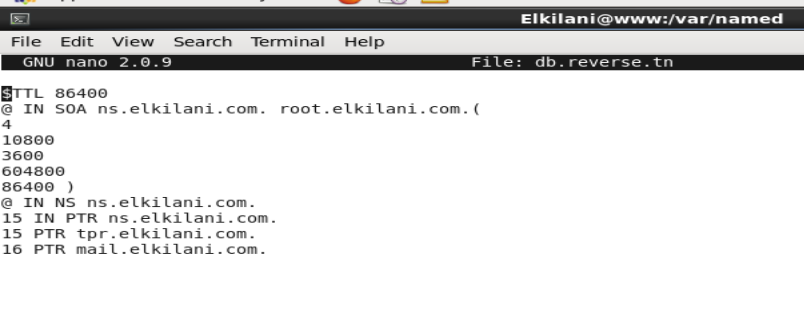 Elkilani@www:/var/named
File Edit View Search Terminal Help
GNU nano 2.0.9 File: db.reverse.tn
$TTL 86400
@ IN SOA ns.elkilani.com. root.elkilani.com.(
4
10800
3600
604800
86400 )
@ IN NS ns.elkilani.com.
15 IN PTR ns.elkilani.com.
15 PTR tpr.elkilani.com.
16 PTR mail.elkilani.com.